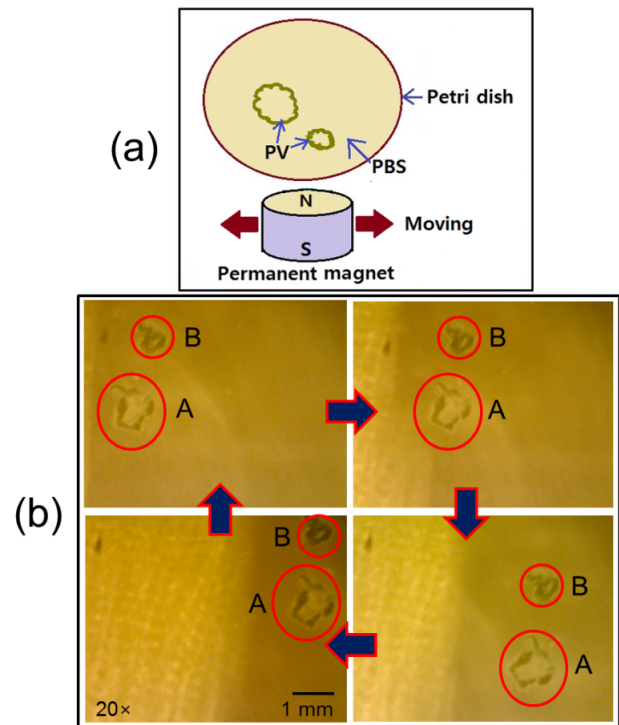 (a)
Petri dish
PV
PBS
N
Moving
S
Permanent magnet
(b)
B
A
B
A
B
A
20×
1 mm
B
A